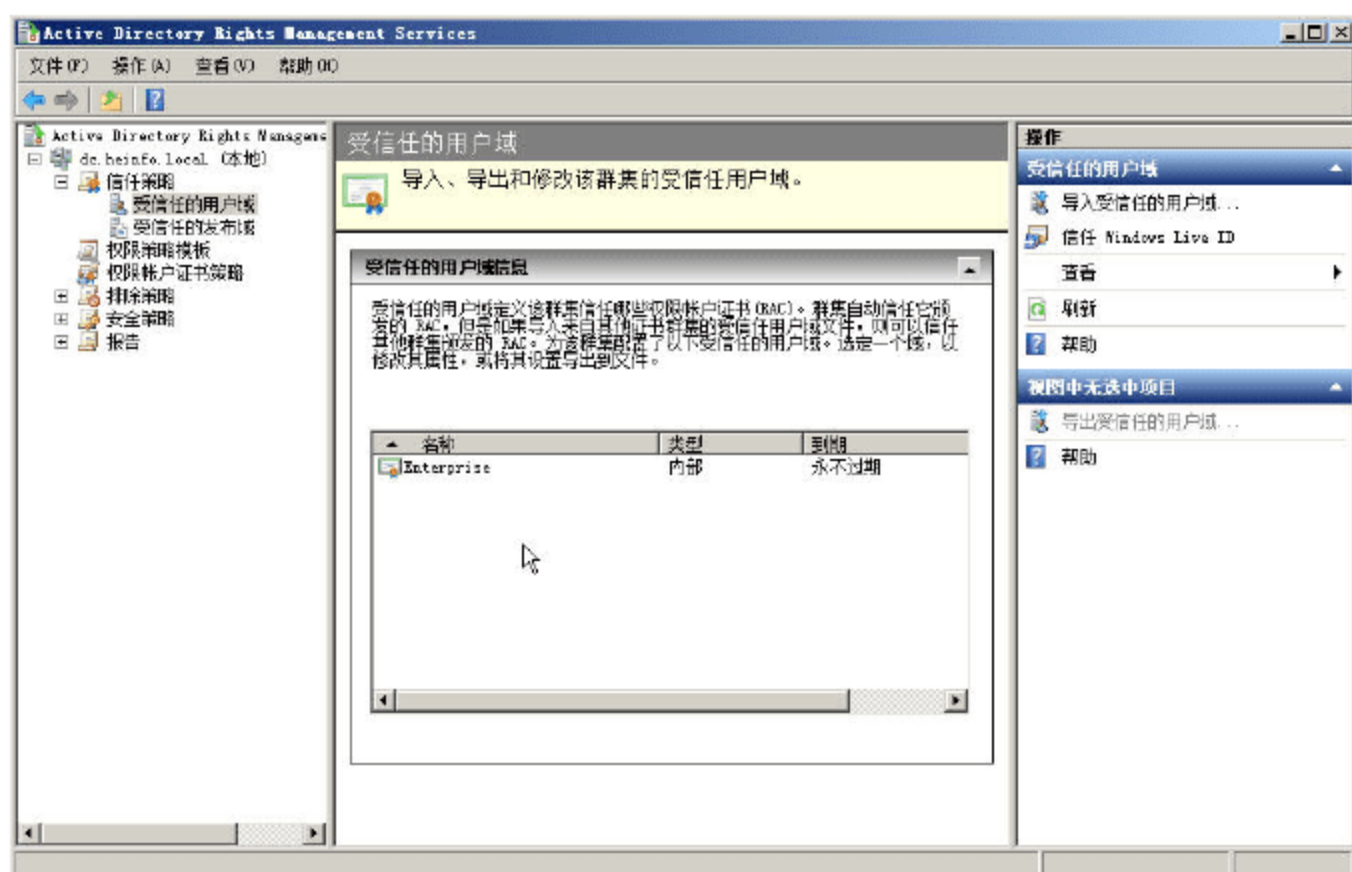 Active Directory Rights Management Services
文件(F) 操作(A) 查看(V) 帮助(H)
Active Directory Rights Manageme
dc.heinfo.local (本地)
信任策略
受信任的用户域
受信任的发布域
权限策略模板
权限帐户证书策略
排除策略
安全策略
报告
受信任的用户域
导入、导出和修改该群集的受信任用户域。
受信任的用户域信息
受信任的用户域定义该群集信任哪些权限帐户证书(RAC)。群集自动信任它颁
发的 RAC，但是如果导入来自其他证书群集的受信任用户域文件，则可以信任
其他群集颁发的 RAC。为该群集配置了以下受信任的用户域。选定一个域，以
修改其属性，或将其设置导出到文件。
名称 类型 到期
Enterprise 内部 永不过期
操作
受信任的用户域
导入受信任的用户域...
信任 Windows Live ID
查看
刷新
帮助
视图中无选中项目
导出受信任的用户域...
帮助